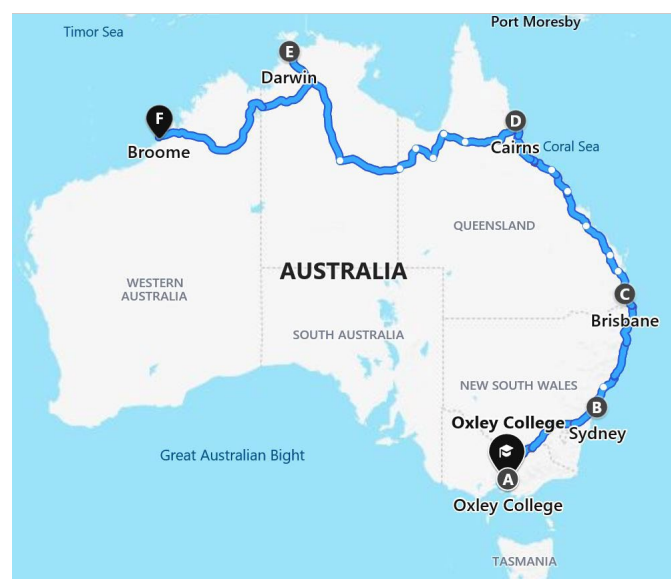 Port Moresby
Timor Sea
E
Darwin
F
Broome
D
Cairns
Coral Sea
QUEENSLAND
AUSTRALIA
WESTERN
AUSTRALIA
C
Brisbane
SOUTH AUSTRALIA
NEW SOUTH WALES
B
Oxley College
Sydney
Great Australian Bight
A
Oxley College
TASMANIA